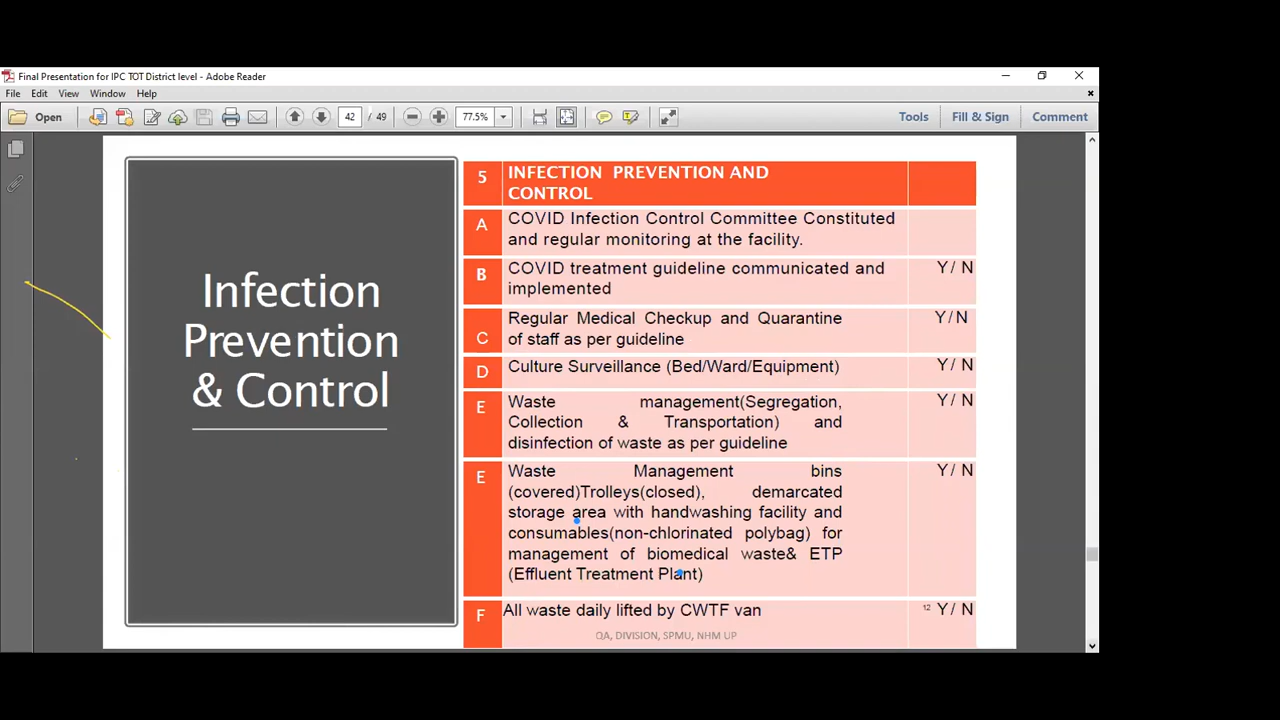 Final Presentation for IPC TOT District level - Adobe Reader
File Edit View Window Help
Open 42 / 49 77.5% Tools Fill & Sign Comment
Infection
Prevention
& Control
5 INFECTION PREVENTION AND
CONTROL
A COVID Infection Control Committee Constituted
and regular monitoring at the facility.
B COVID treatment guideline communicated and Y / N
implemented
Regular Medical Checkup and Quarantine Y / N
C of staff as per guideline
D Culture Surveillance (Bed/Ward/Equipment) Y / N
E Waste management(Segregation, Y / N
Collection & Transportation) and
disinfection of waste as per guideline
E Waste Management bins Y / N
(covered)Trolleys(closed), demarcated
storage area with handwashing facility and
consumables(non-chlorinated polybag) for
management of biomedical waste& ETP
(Effluent Treatment Plant)
F All waste daily lifted by CWTF van 12 Y / N
QA, DIVISION, SPMU, NHM UP